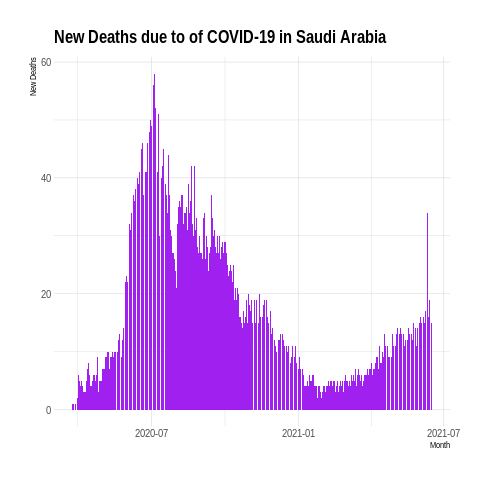 New Deaths due to of COVID-19 in Saudi Arabia
New Deaths
60
40
20
0
2020-07
2021-01
2021-07
Month